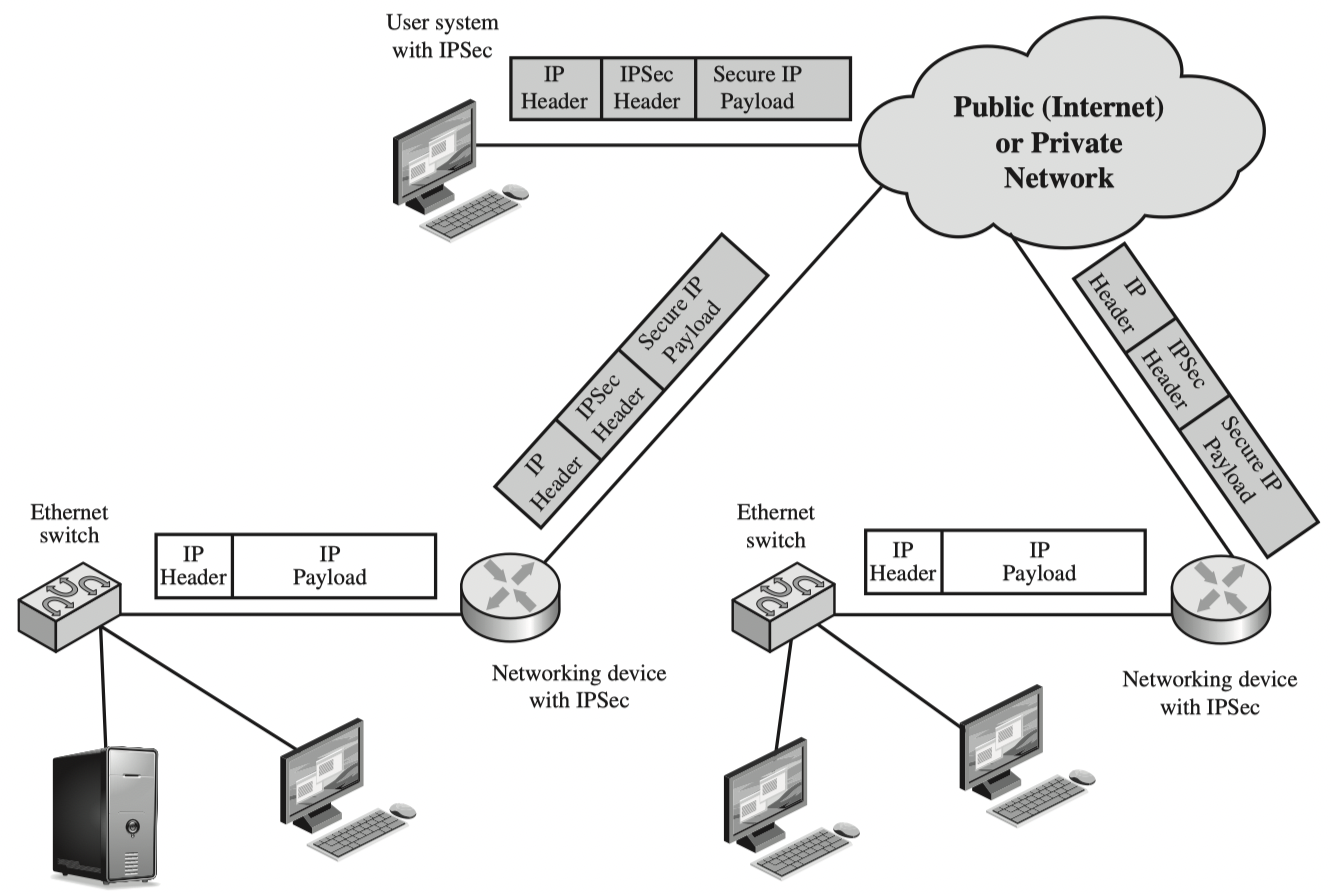 User system
with IPSec
IP
Header
IPSec
Header
Secure IP
Payload
Public (Internet)
or Private
Network
IP
Header
IPSec
Header
Secure IP
Payload
IP
Header
IPSec
Header
Secure IP
Payload
Ethernet
switch
IP
Header
IP
Payload
Networking device
with IPSec
Ethernet
switch
IP
Header
IP
Payload
Networking device
with IPSec